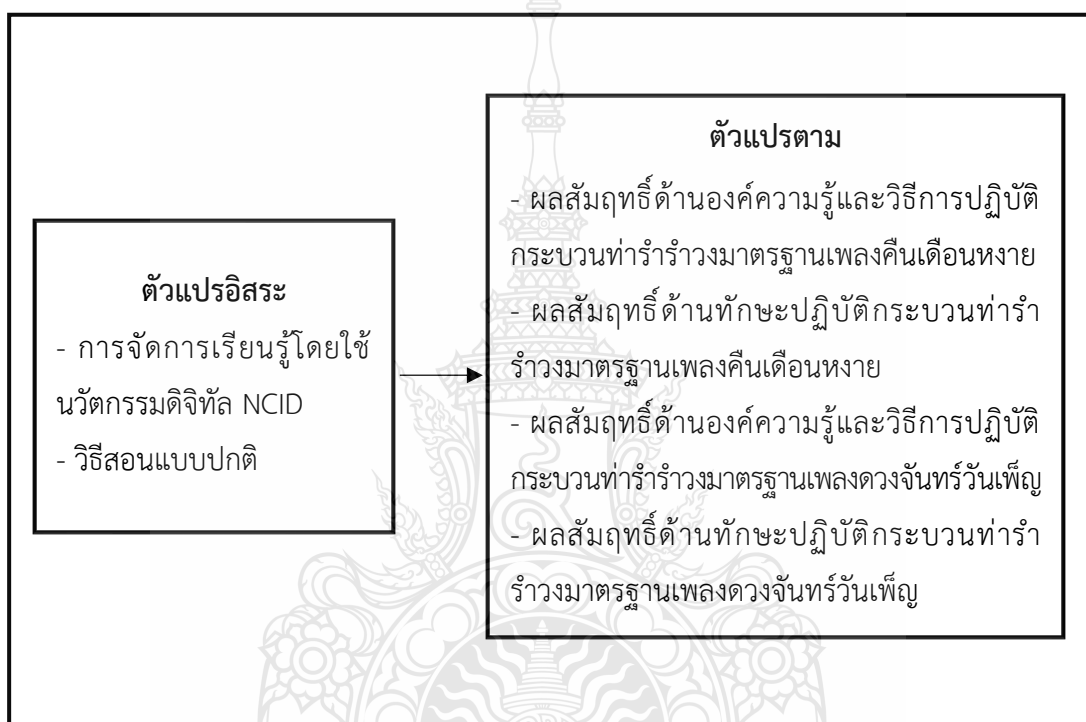 ตัวแปรอิสระ
- การจัดการเรียนรู้โดยใช้
นวัตกรรมดิจิทัล NCID
- วิธีสอนแบบปกติ
ตัวแปรตาม
- ผลสัมฤทธิ์ด้านองค์ความรู้และวิธีการปฏิบัติ
กระบวนท่ารำรำวงมาตรฐานเพลงคืนเดือนหงาย
- ผลสัมฤทธิ์ด้านทักษะปฏิบัติกระบวนท่ารำ
รำวงมาตรฐานเพลงคืนเดือนหงาย
- ผลสัมฤทธิ์ด้านองค์ความรู้และวิธีการปฏิบัติ
กระบวนท่ารำรำวงมาตรฐานเพลงดวงจันทร์วันเพ็ญ
- ผลสัมฤทธิ์ด้านทักษะปฏิบัติกระบวนท่ารำ
รำวงมาตรฐานเพลงดวงจันทร์วันเพ็ญ